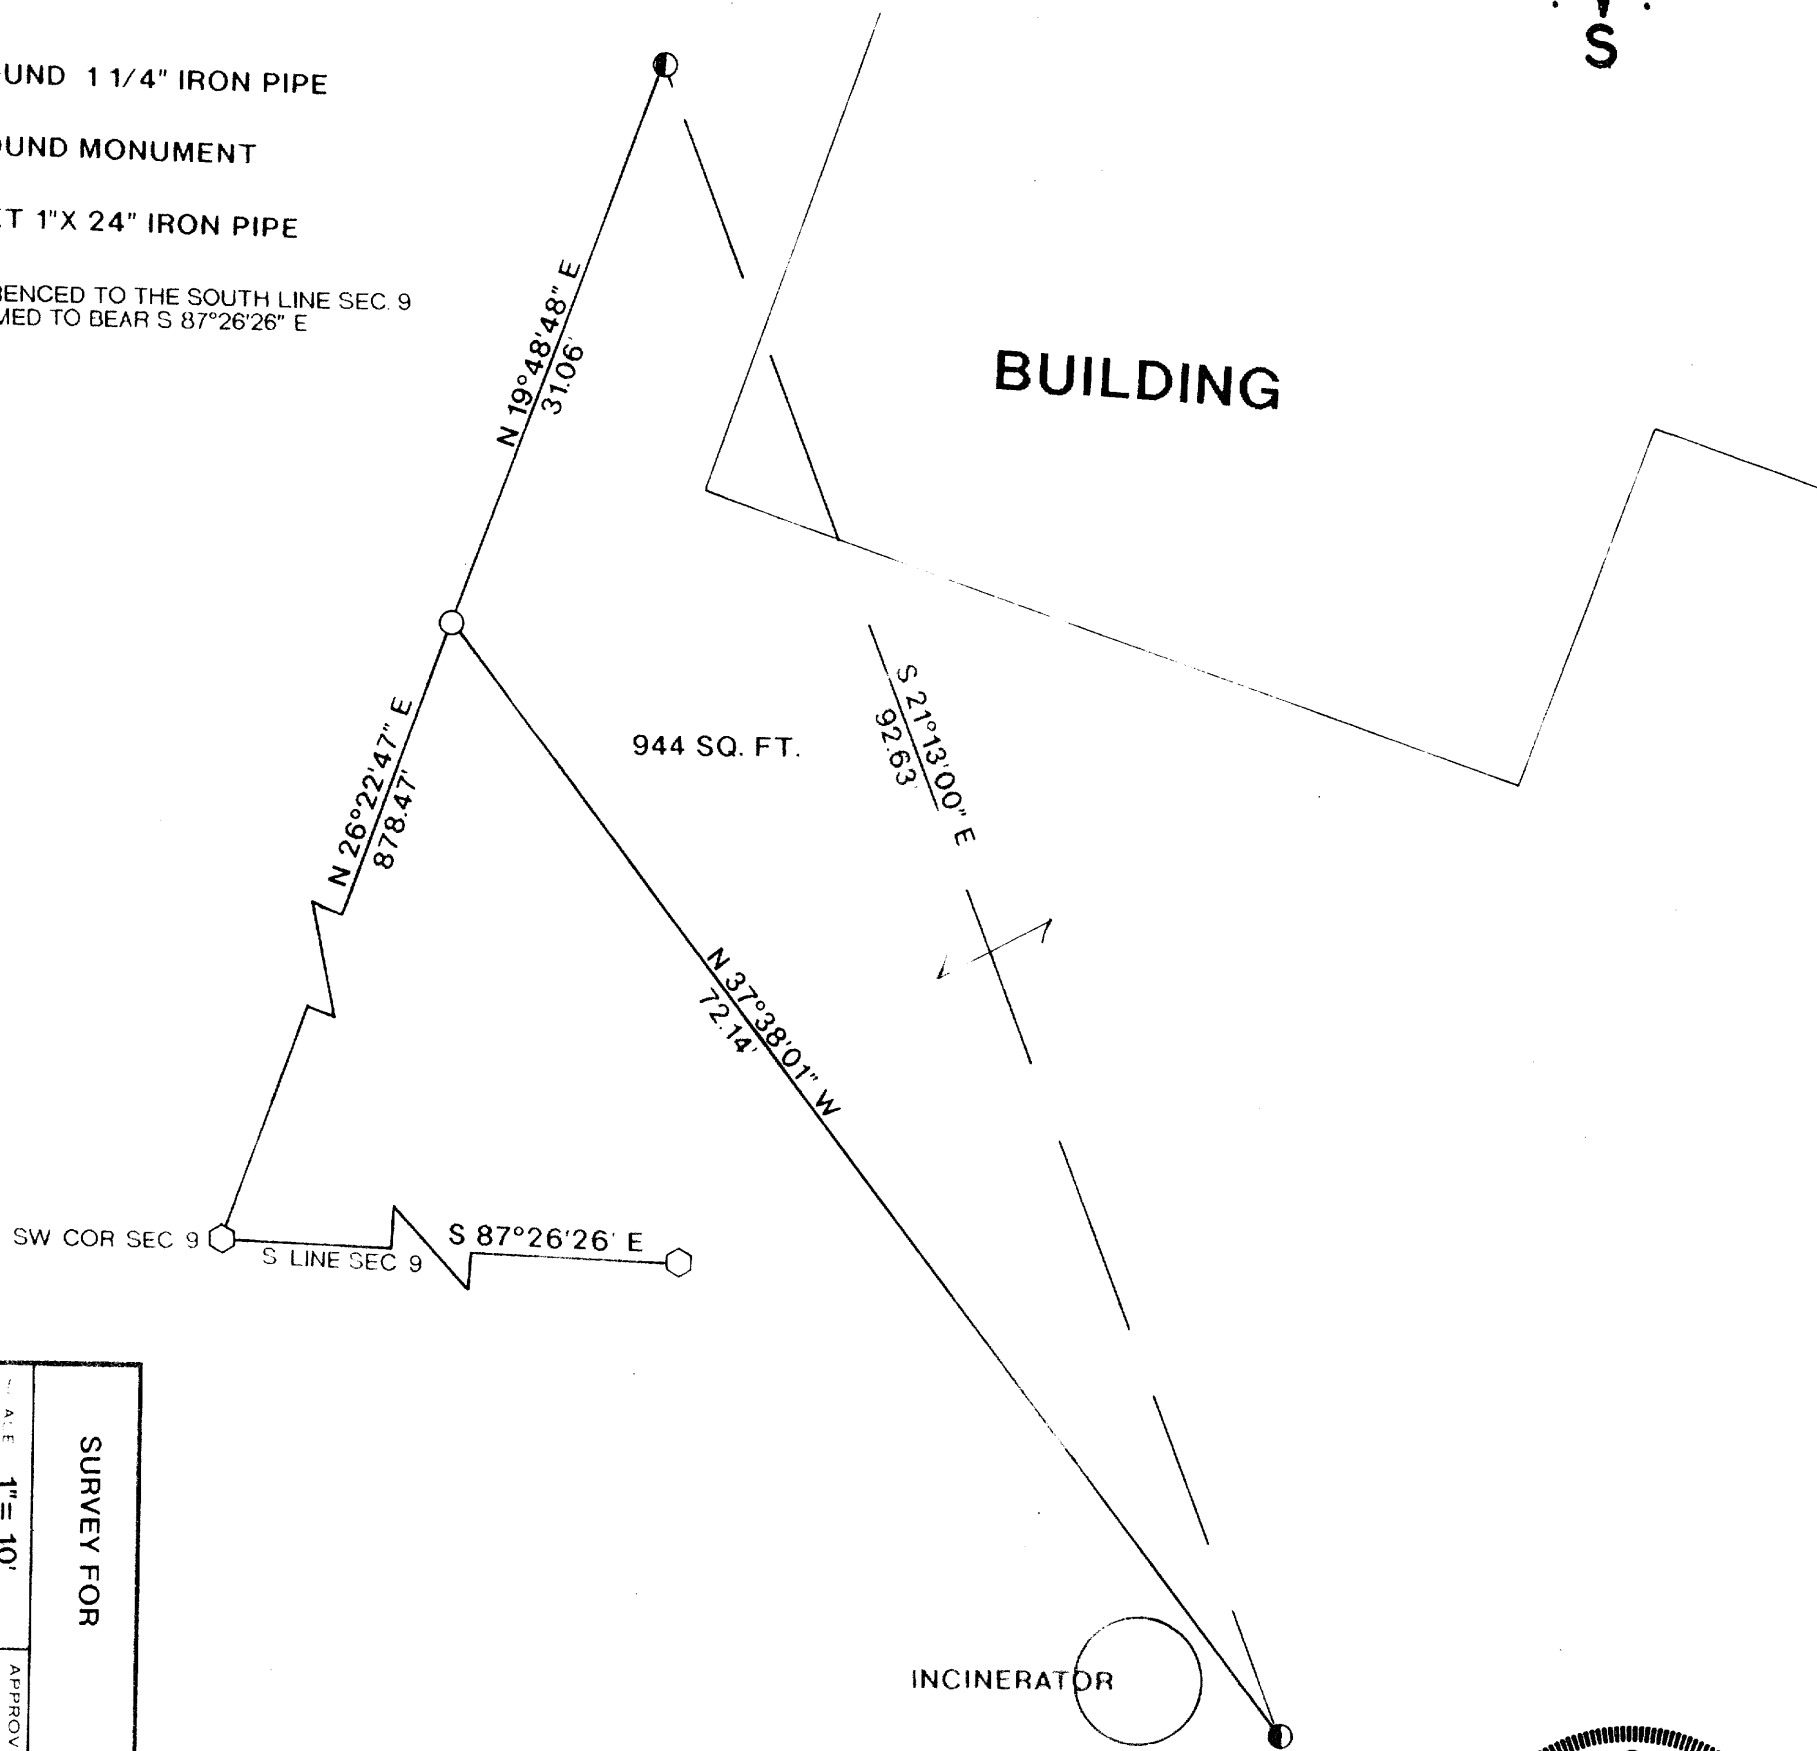 S
UND 1 1/4" IRON PIPE
UND MONUMENT
T 1"X 24" IRON PIPE
ENCED TO THE SOUTH LINE SEC. 9
MED TO BEAR S 87°26'26" E
N 19°48'48" E
31.06'
BUILDING
S 21°13'00" E
92.63'
944 SQ. FT.
N 26°22'47" E
878.47'
N 37°38'01" W
72.14'
SW COR SEC 9
S 87°26'26' E
S LINE SEC 9
SURVEY FOR
1"= 10'
APPROV
INCINERATOR